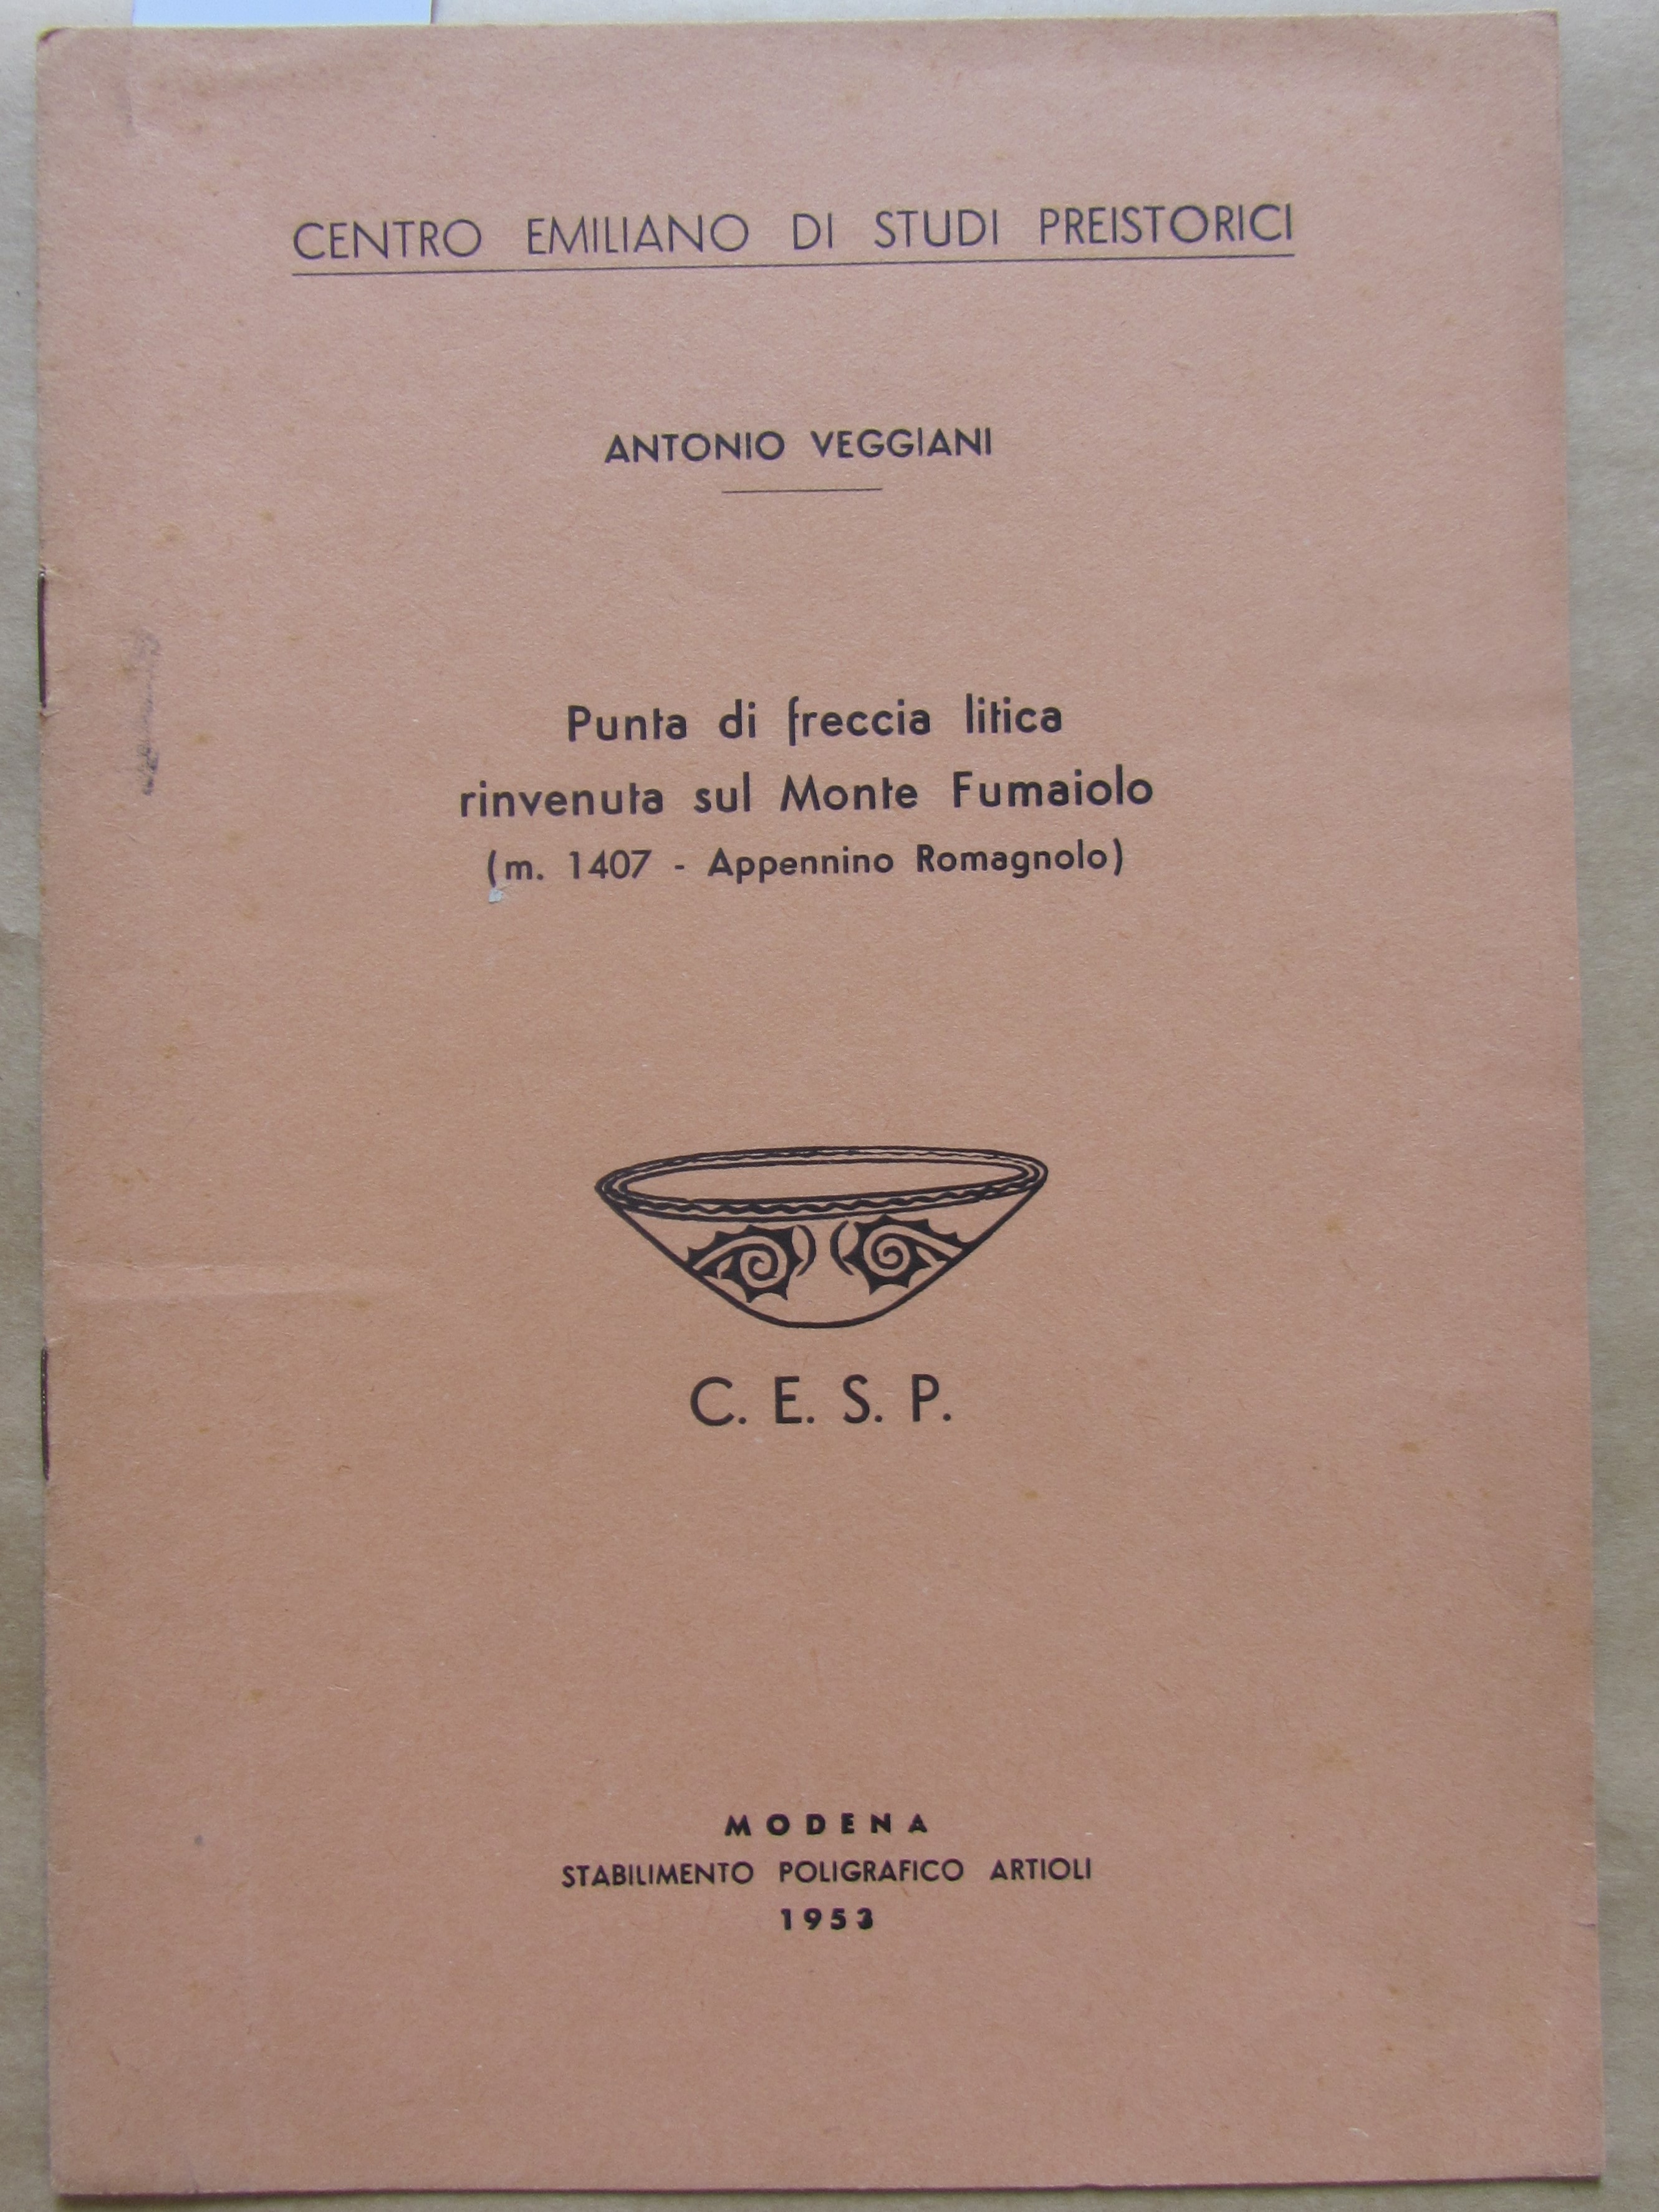 CENTRO EMILIANO DI STUDI PREISTORICI
ANTONIO VEGGIANI
Punta di freccia litica
rinvenuta sul Monte Fumaiolo
(m. 1407 - Appennino Romagnolo)
C. E. S. P.
MODENA
STABILIMENTO POLIGRAFICO ARTIOLI
1953